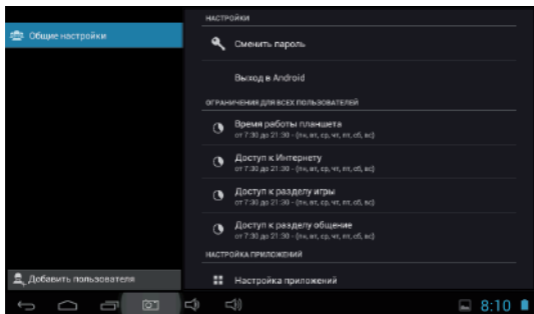 НАСТРОЙКИ
Общие настройки
Сменить пароль
Выход в Android
ОГРАНИЧЕНИЯ ДЛЯ ВСЕХ ПОЛЬЗОВАТЕЛЕЙ
Время работы планшета
от 7:30 до 21:30 - (пн, вт, ср, чт, пт, сб, вс)
Доступ к Интернету
от 7:30 до 21:30 - (пн, вт, ср, чт, пт, сб, вс)
Доступ к разделу игры
от 7:30 до 21:30 - (пн, вт, ср, чт, пт, сб, вс)
Доступ к разделу общение
от 7:30 до 21:30 - (пн, вт, ср, чт, пт, сб, вс)
НАСТРОЙКА ПРИЛОЖЕНИЙ
Добавить пользователя
Настройка приложений
8:10